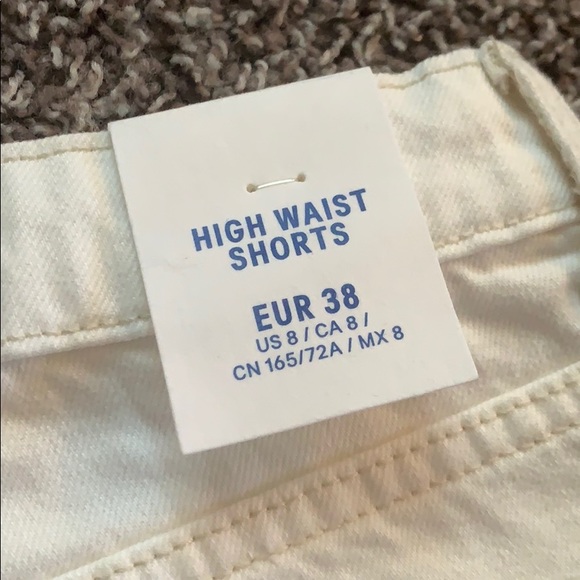 HIGH WAIST
SHORTS
EUR 38
US 8 / CA 8 /
CN 165/72A / MX 8